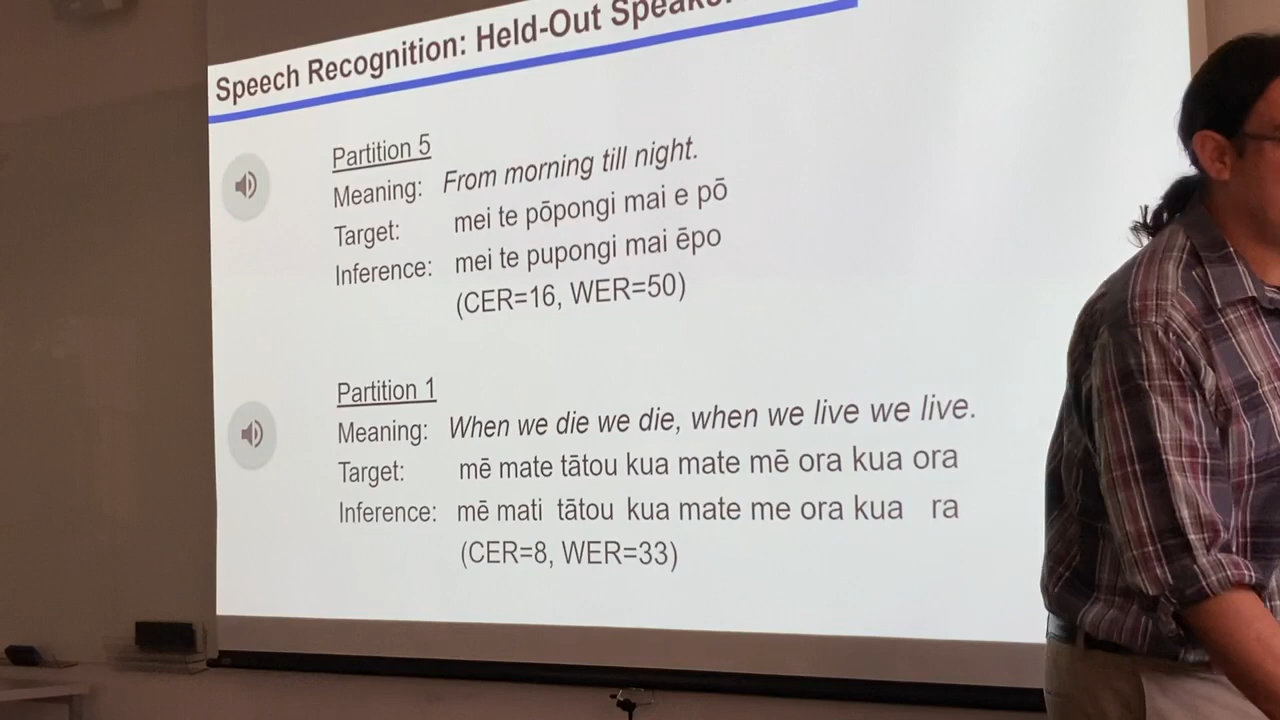 Speech Recognition: Held-Out
Partition 5
Meaning: From morning till night.
Target: mei te pōpongi mai e pō
Inference: mei te pupongi mai ēpo
(CER=16, WER=50)
Partition 1
Meaning: When we die we die, when we live we live.
Target: mē mate tātou kua mate mē ora kua ora
Inference: mē mati tātou kua mate me ora kua ra
(CER=8, WER=33)